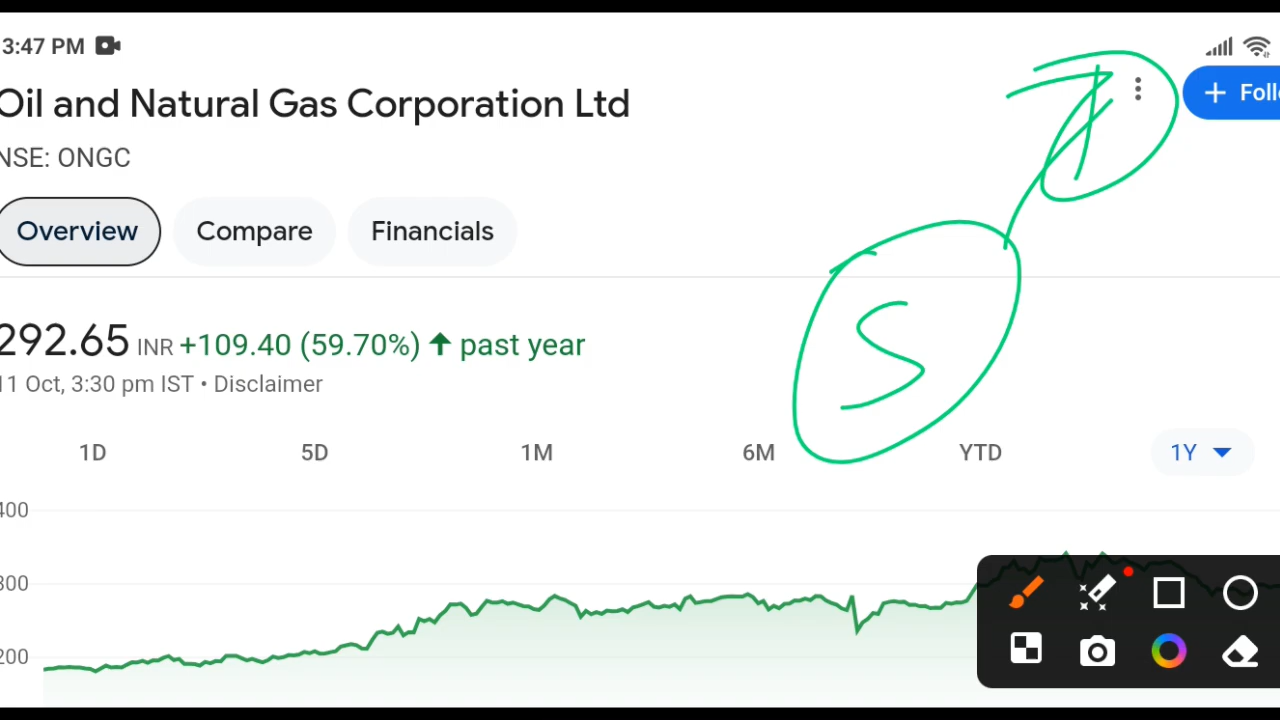 3:47 PM
Oil and Natural Gas Corporation Ltd
+ Foll
NSE: ONGC
Overview Compare Financials
292.65 INR +109.40 (59.70%) ↑ past year
11 Oct, 3:30 pm IST • Disclaimer
S
1D 5D 1M 6M YTD 1Y
400
300
200